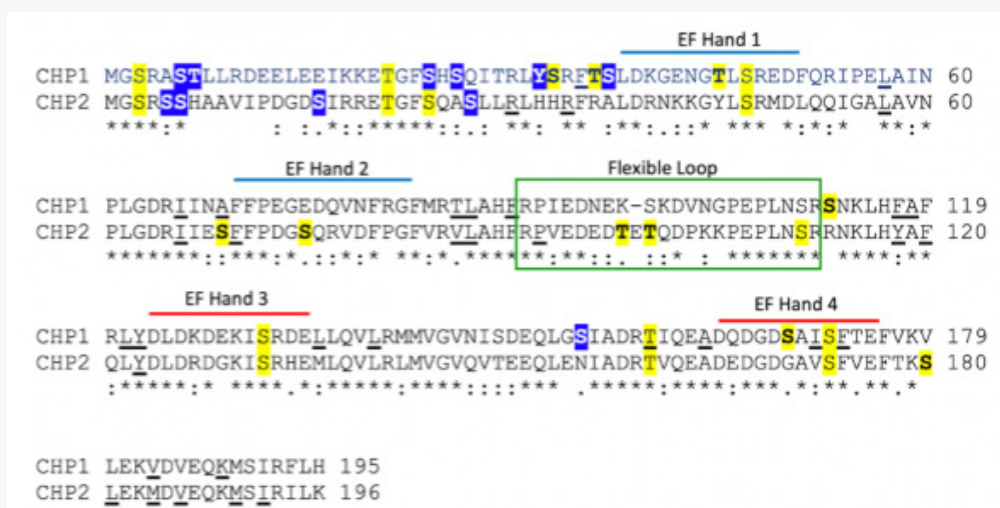 EF Hand 1
CHP1 MGSRASTLLRDEELEEIKKETGFSHSQITRLYSRFTSLDKGENGTLSREDFQRIPELAIN 60
CHP2 MGSRSSHAAVIPDGDSIRRETGFSQASLLRLHHRFRALDRNKKGYLSRMDLQQIGALAVN 60
****:*      : :.*::*****:.:: **: ** :**:.::* *** *:*:*  **:*
EF Hand 2 Flexible Loop
CHP1 PLGDRIINAFFPEGEDQVNFRGFMRTLAHFRPIEDNEK-SKDVNGPEPLNSRSNKLHFAF 119
CHP2 PLGDRIIESFFPDGSQRVDFPGFVRVLAHFRPVEDEDTETQDPKKPEPLNSRRNKLHYAF 120
*******::***:*.::*:* **:*.******:**::. ::* : ******* ****:**
EF Hand 3 EF Hand 4
CHP1 RLYDLDKDEKISRDELLQVLRMMVGVNISDEQLGSIADRTIQEADQDGDSAISFTEFVKV 179
CHP2 QLYDLDRDGKISRHEMLQVLRLMVGVQVTEEQLENIADRTVQEADEDGDGAVSFVEFTKS 180
:*****:* ****.*:*****:****::::*** .*****:****:***.*:**.**.*
CHP1 LEKVDVEQKMSIRFLH 195
CHP2 LEKMDVEQKMSIRILK 196